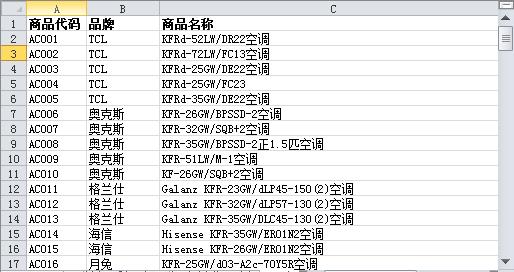 A B C
1 商品代码 品牌 商品名称
2 AC001 TCL KFRd-52LW/DR22空调
3 AC002 TCL KFRd-72LW/FC13空调
4 AC003 TCL KFRd-25GW/DE22空调
5 AC004 TCL KFRd-25GW/FC23
6 AC005 TCL KFRd-35GW/DE22空调
7 AC006 奥克斯 KFR-26GW/BPSSD-2空调
8 AC007 奥克斯 KFR-32GW/SQB+2空调
9 AC008 奥克斯 KFR-35GW/BPSSD-2正1.5匹空调
10 AC009 奥克斯 KFR-51LW/M-1空调
11 AC010 奥克斯 KF-26GW/SQB+2空调
12 AC011 格兰仕 Galanz KFR-23GW/dLP45-150(2)空调
13 AC012 格兰仕 Galanz KFR-32GW/dLP57-130(2)空调
14 AC013 格兰仕 Galanz KFR-35GW/DLC45-130(2)空调
15 AC014 海信 Hisense KFR-35GW/ER01N2空调
16 AC015 海信 Hisense KFR-26GW/ER01N2空调
17 AC016 月兔 KFR-25GW/d03-A2c-70Y5R空调